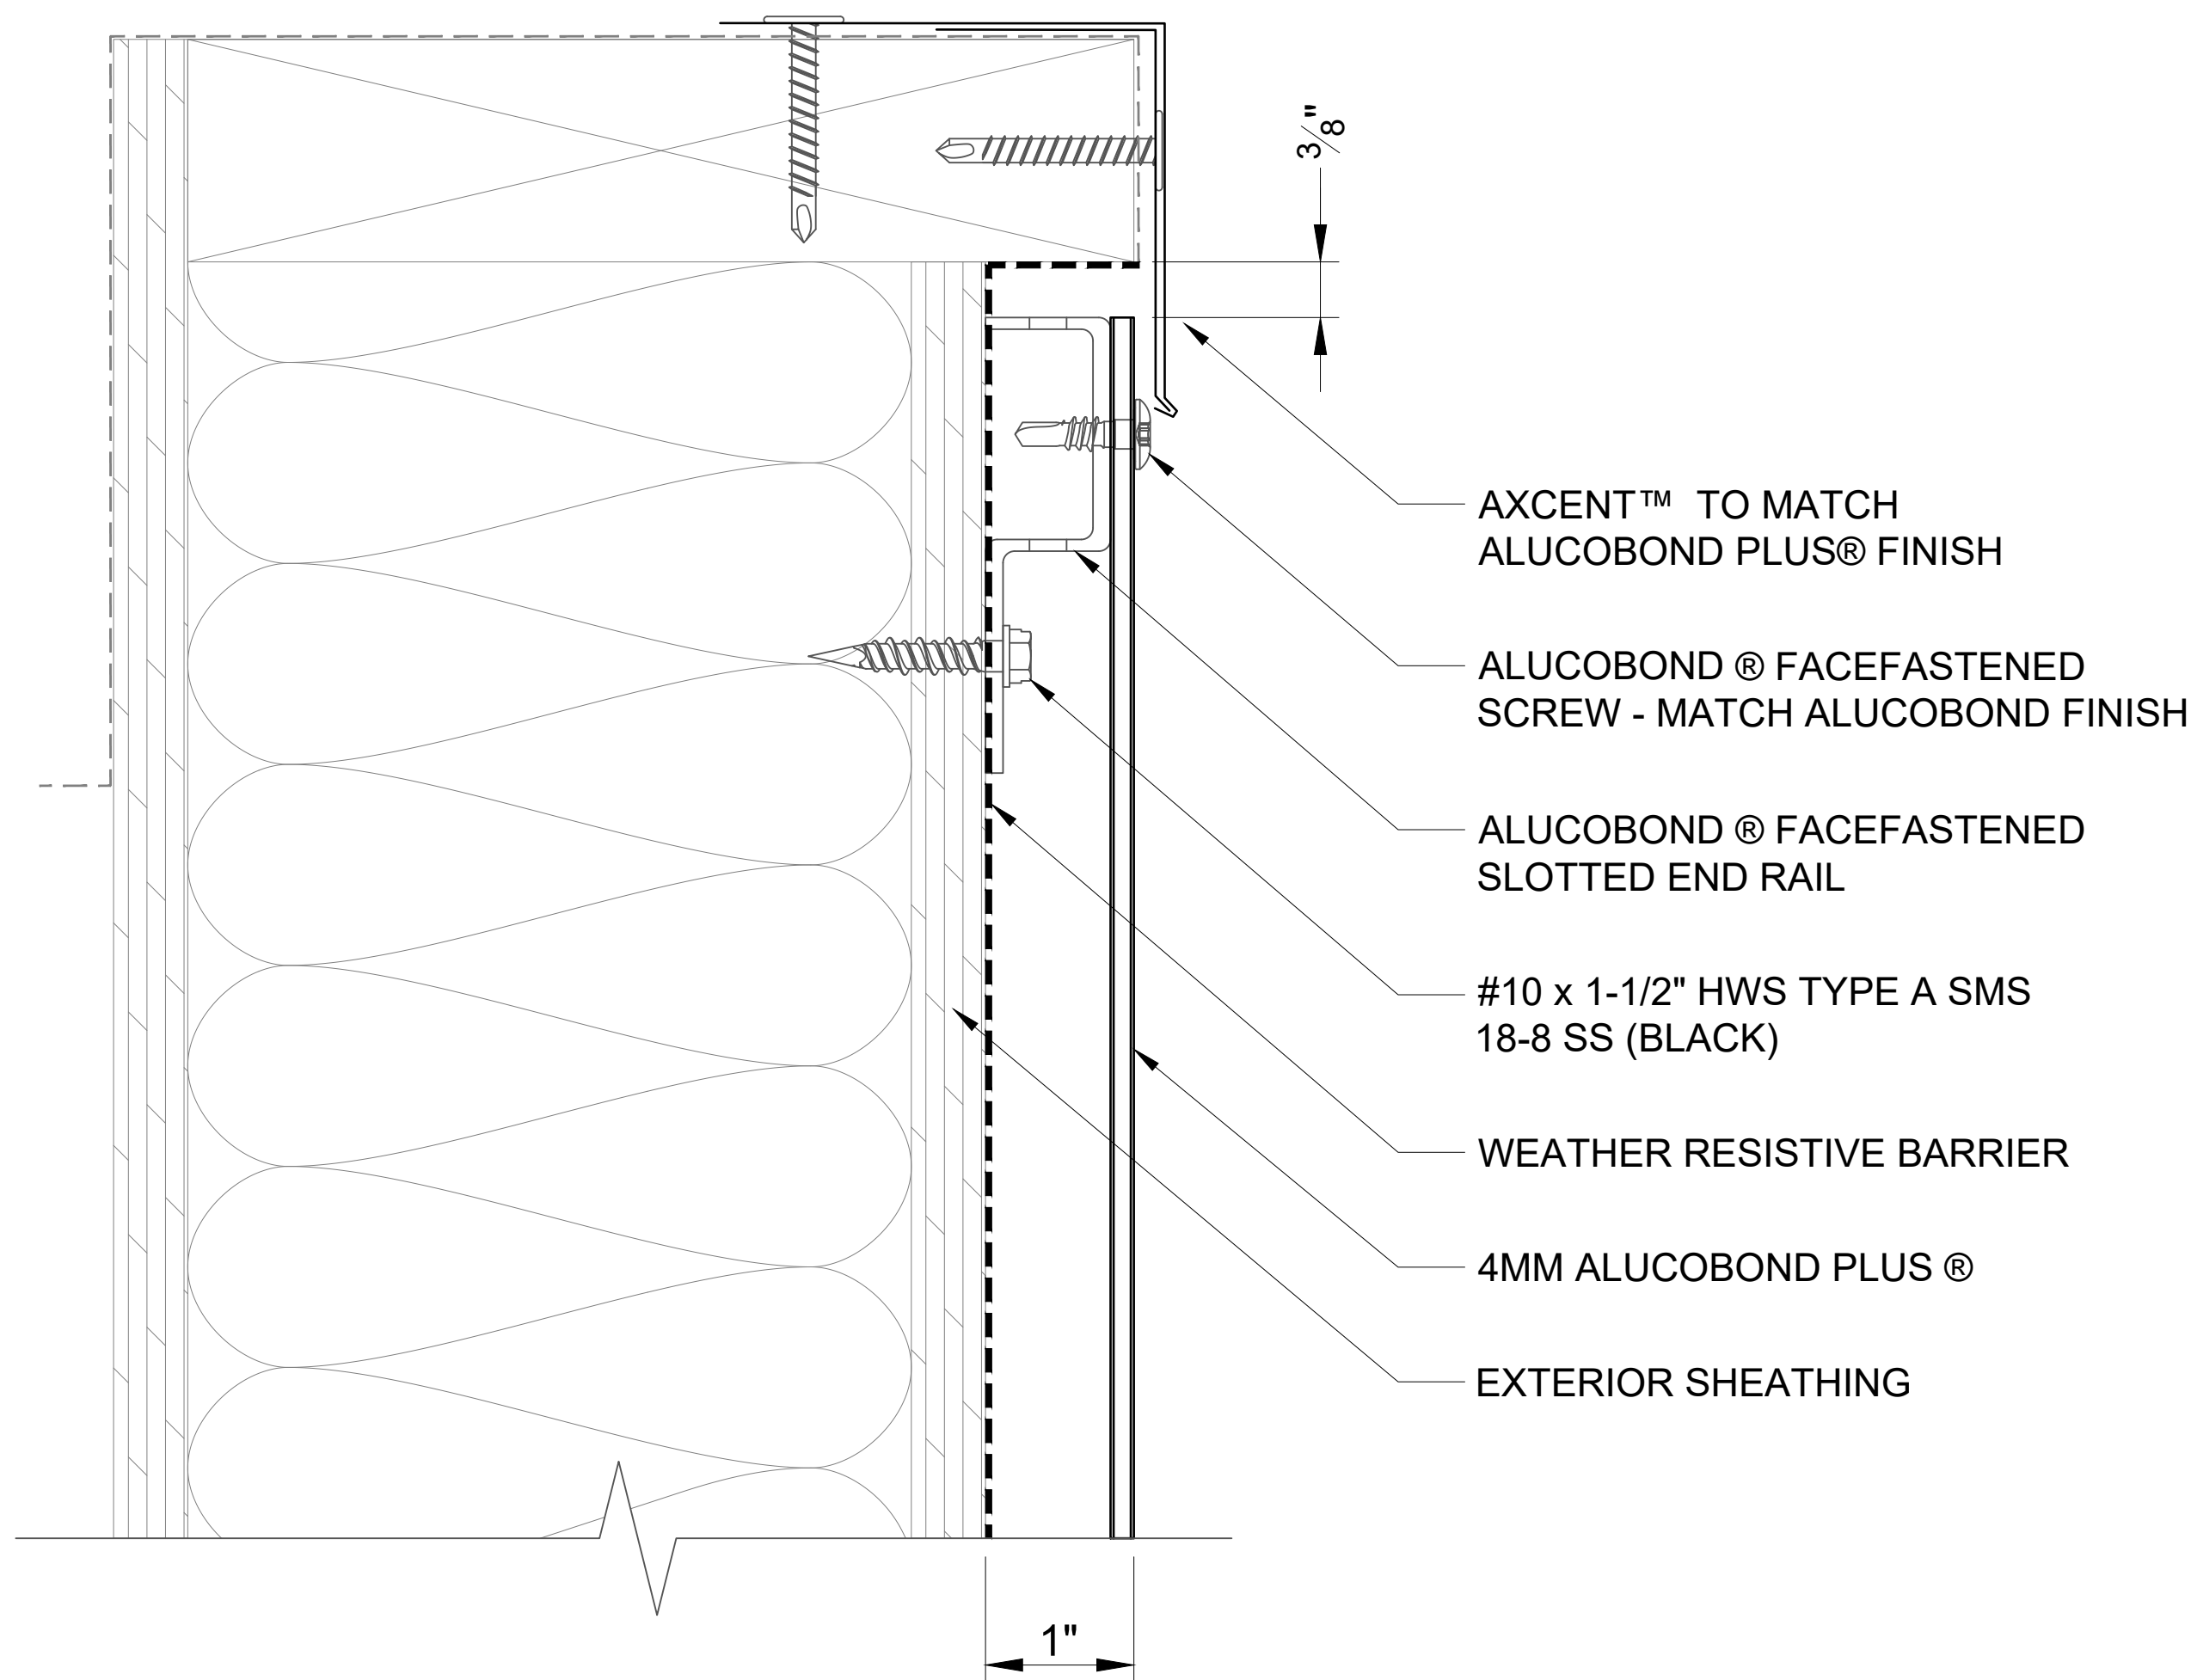 3/8"
AXCENT™ TO MATCH
ALUCOBOND PLUS® FINISH
ALUCOBOND ® FACEFASTENED
SCREW - MATCH ALUCOBOND FINISH
ALUCOBOND ® FACEFASTENED
SLOTTED END RAIL
#10 x 1-1/2" HWS TYPE A SMS
18-8 SS (BLACK)
WEATHER RESISTIVE BARRIER
4MM ALUCOBOND PLUS ®
EXTERIOR SHEATHING
1"